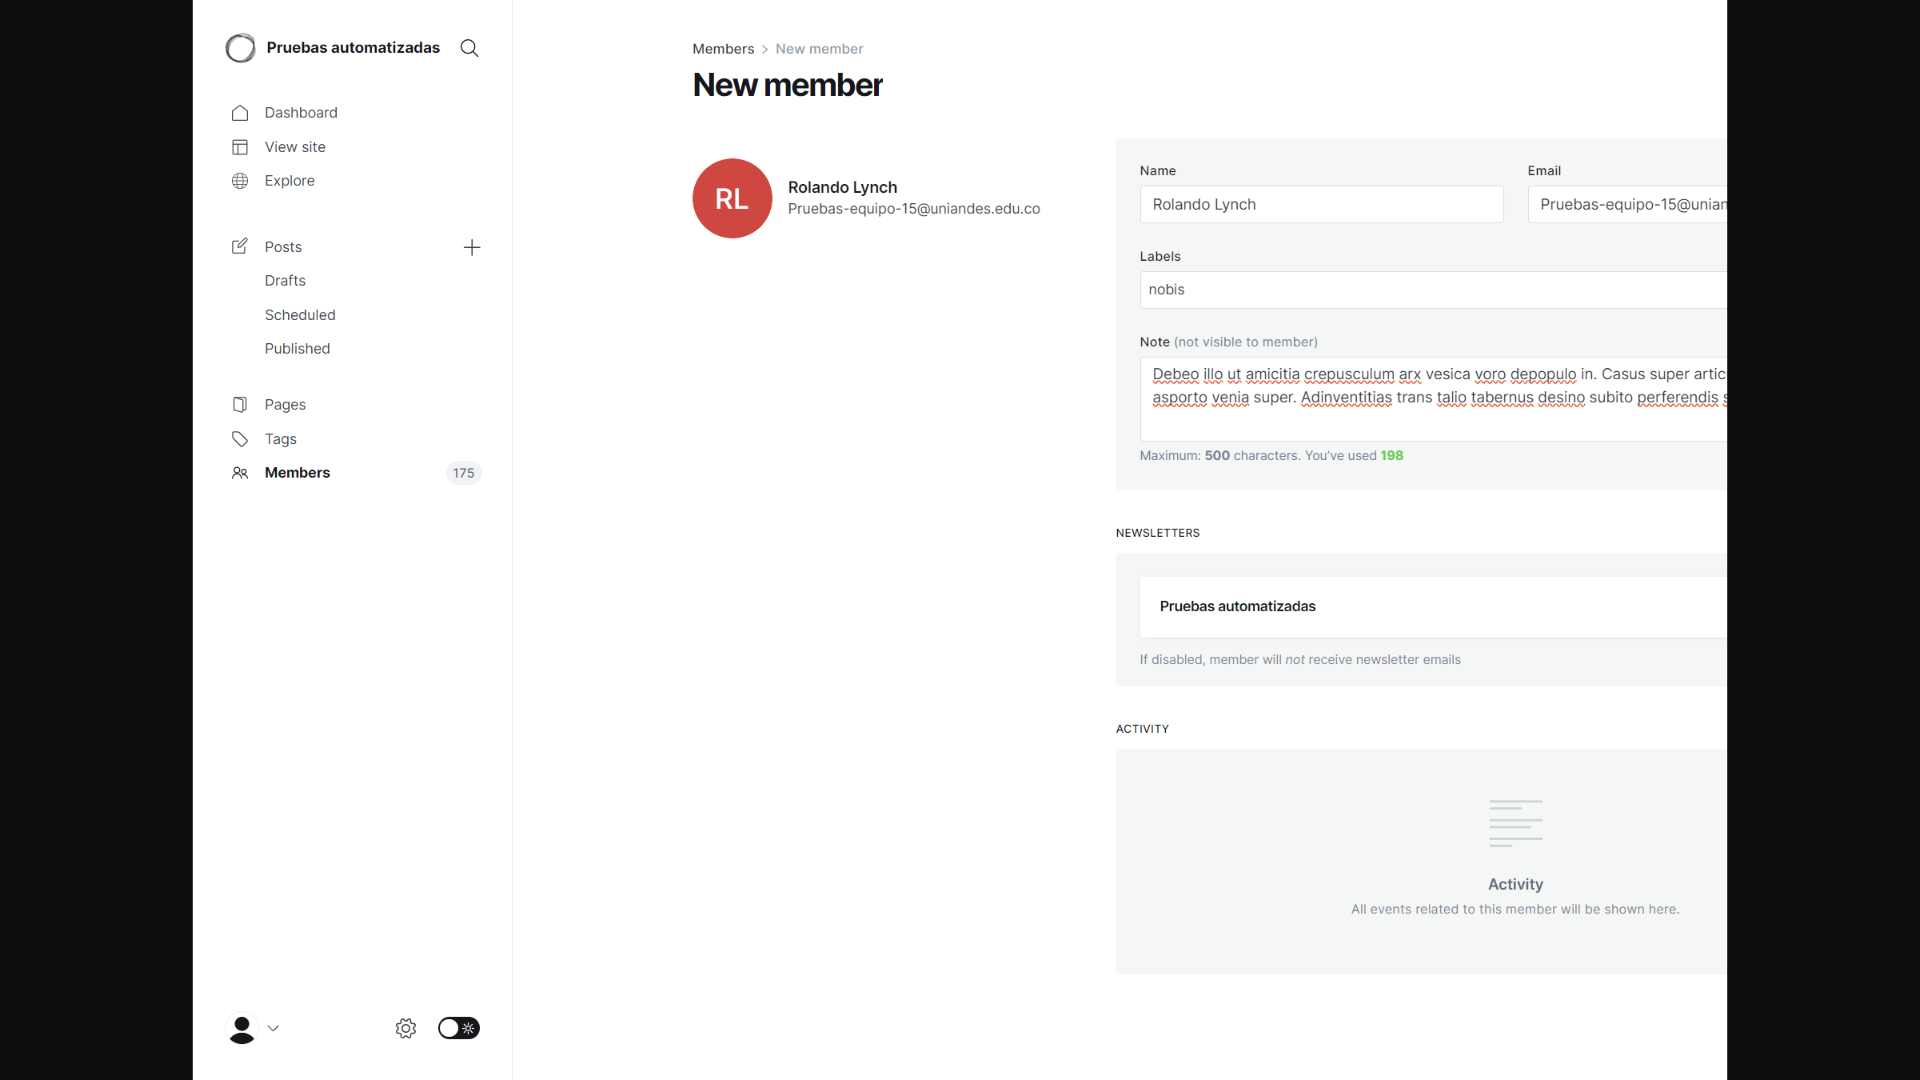 Pruebas automatizadas
Dashboard
View site
Explore
Posts
Drafts
Scheduled
Published
Pages
Tags
Members 175
Members > New member
New member
RL
Rolando Lynch
Pruebas-equipo-15@uniandes.edu.co
Name
Rolando Lynch
Email
Pruebas-equipo-15@unian
Labels
nobis
Note (not visible to member)
Debeo illo ut amicitia crepusculum arx vesica voro depopulo in. Casus super artic
asporto venia super. Adinventitias trans talio tabernus desino subito perferendis s
Maximum: 500 characters. You've used 198
NEWSLETTERS
Pruebas automatizadas
If disabled, member will not receive newsletter emails
ACTIVITY
Activity
All events related to this member will be shown here.